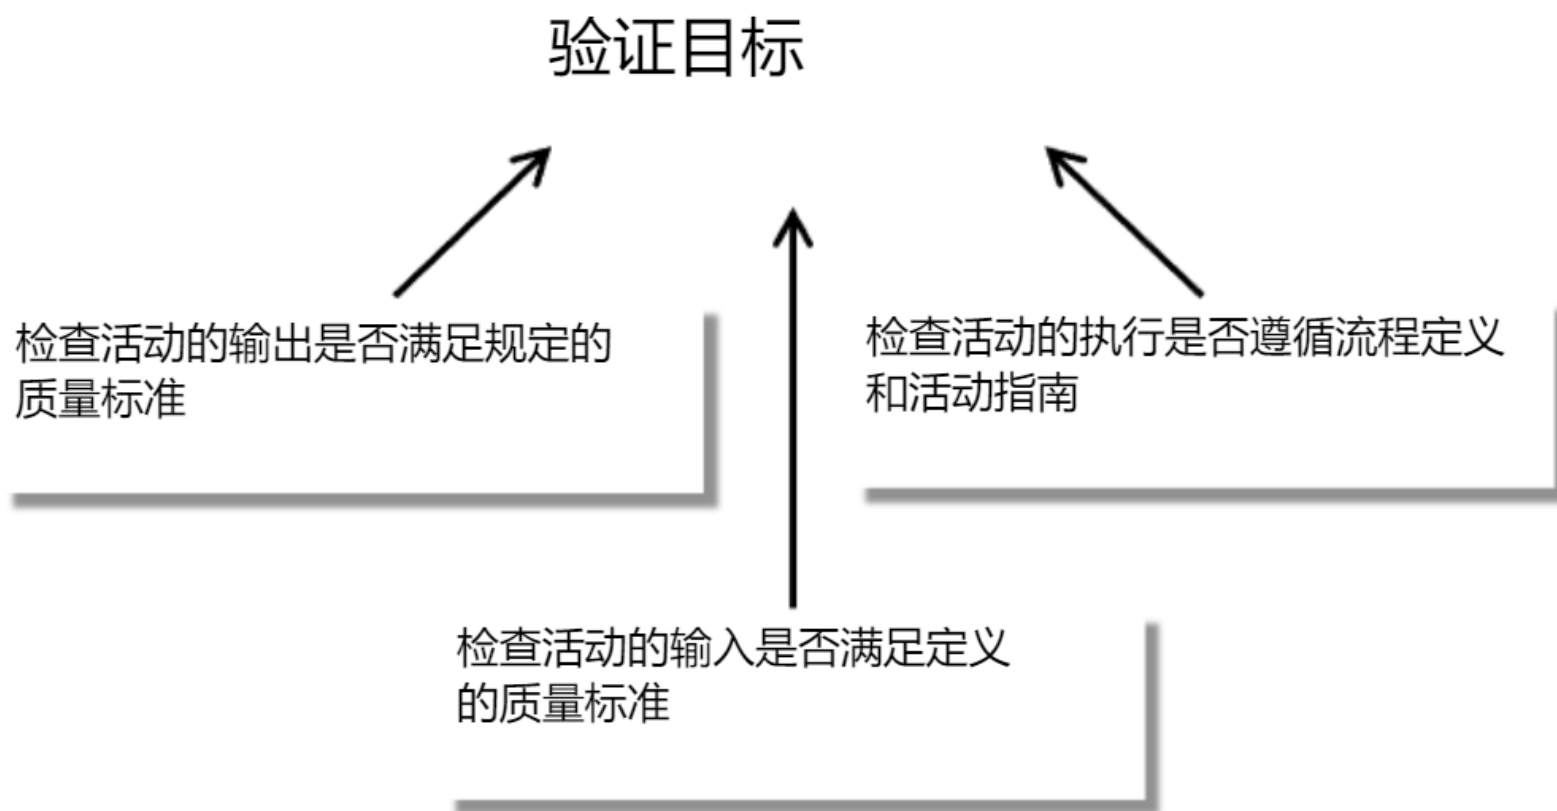 验证目标
检查活动的输出是否满足规定的
质量标准
检查活动的执行是否遵循流程定义
和活动指南
检查活动的输入是否满足定义
的质量标准